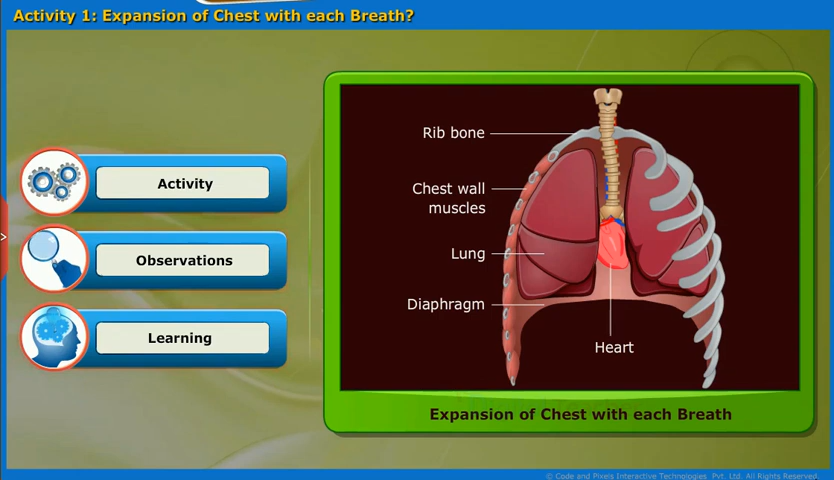 Activity 1: Expansion of Chest with each Breath?
Activity
Observations
Learning
>
Rib bone
Chest wall
muscles
Lung
Diaphragm
Heart
Expansion of Chest with each Breath
© Code and Pixels Interactive Technologies Pvt. Ltd. All Rights Reserved.